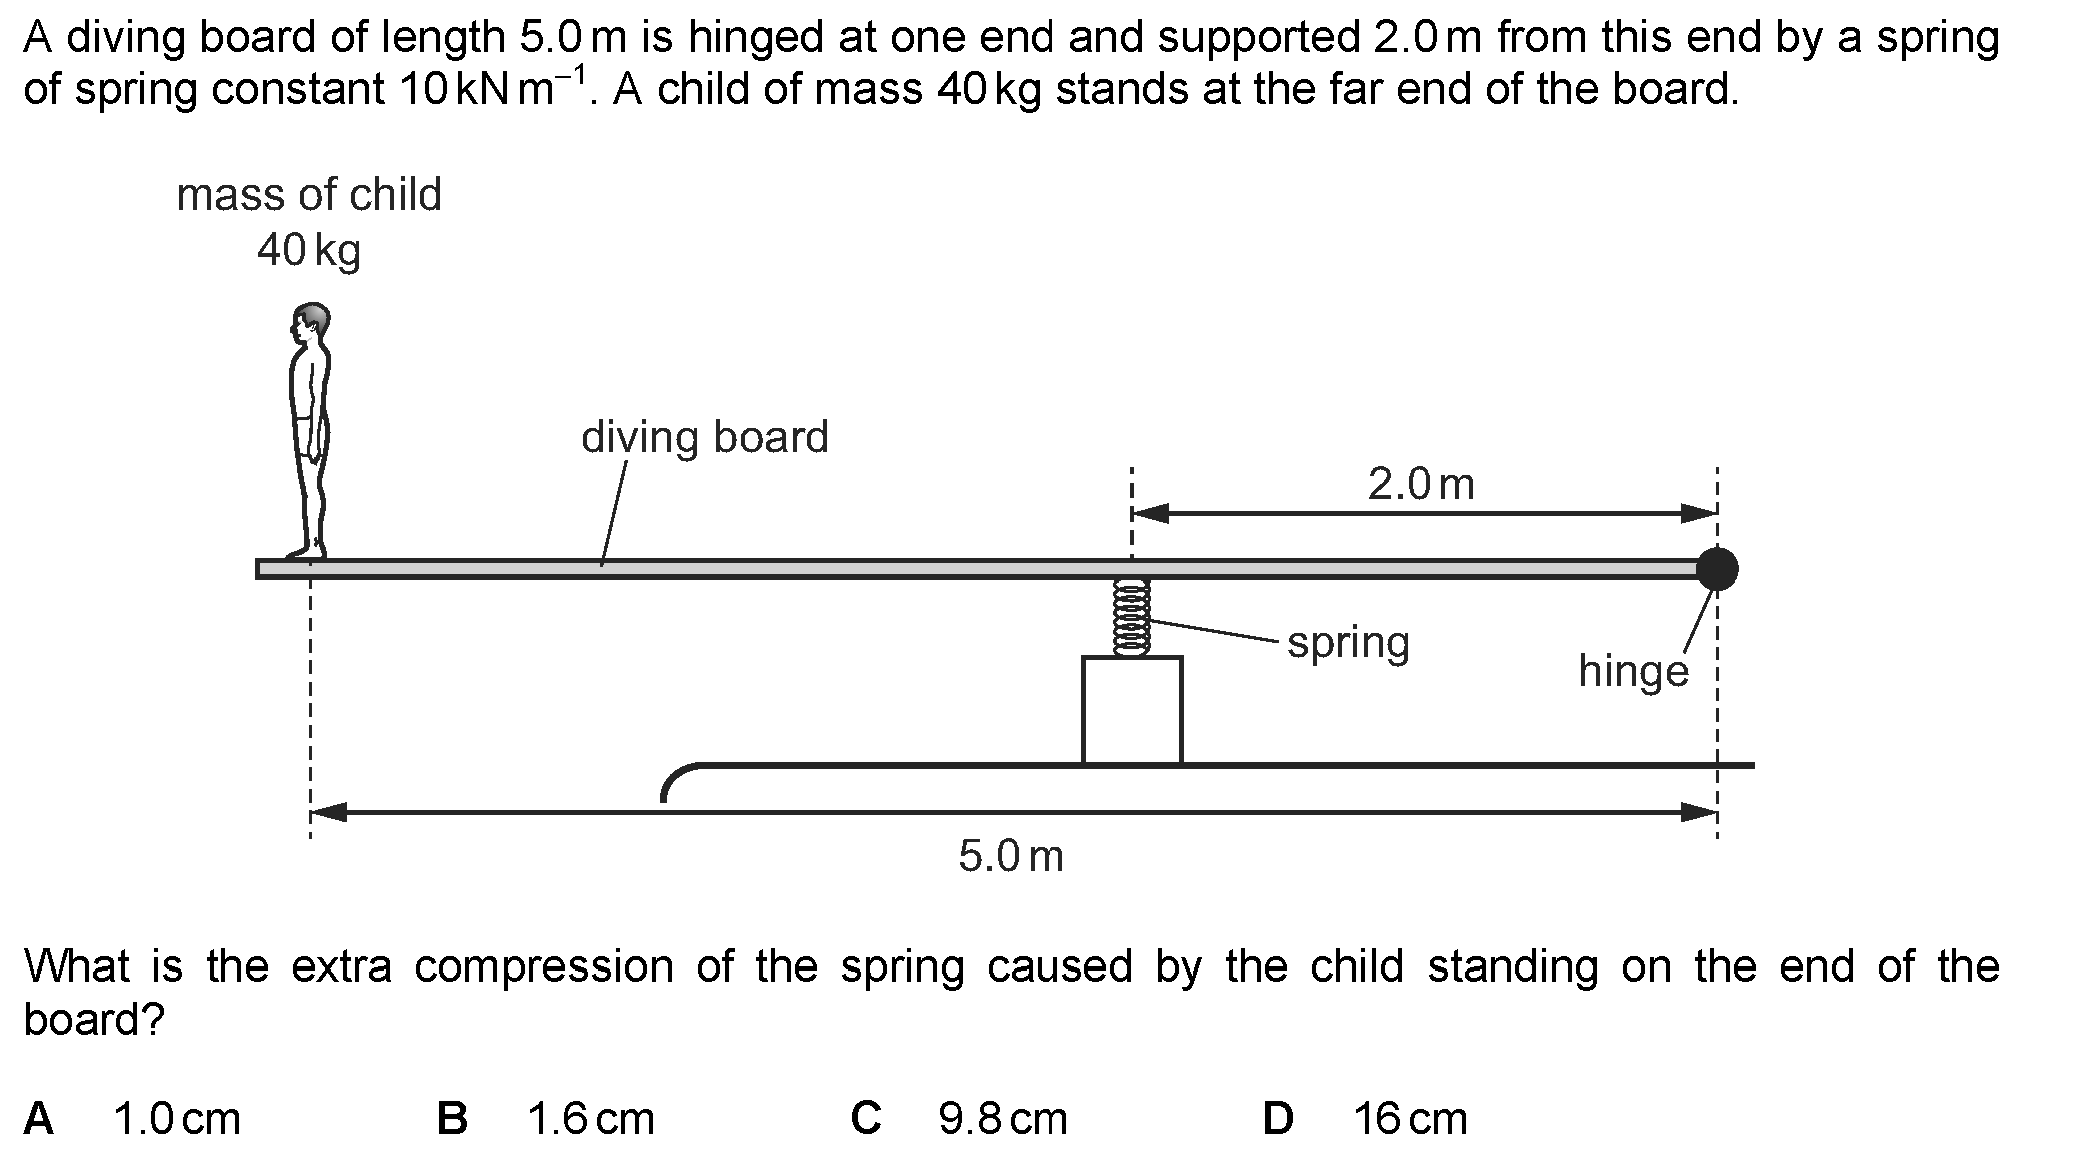 A diving board of length 5.0 m is hinged at one end and supported 2.0 m from this end by a spring
of spring constant 10 kN m⁻¹. A child of mass 40 kg stands at the far end of the board.
mass of child
40 kg
diving board
2.0 m
spring
hinge
5.0 m
What is the extra compression of the spring caused by the child standing on the end of the
board?
A 1.0 cm B 1.6 cm C 9.8 cm D 16 cm